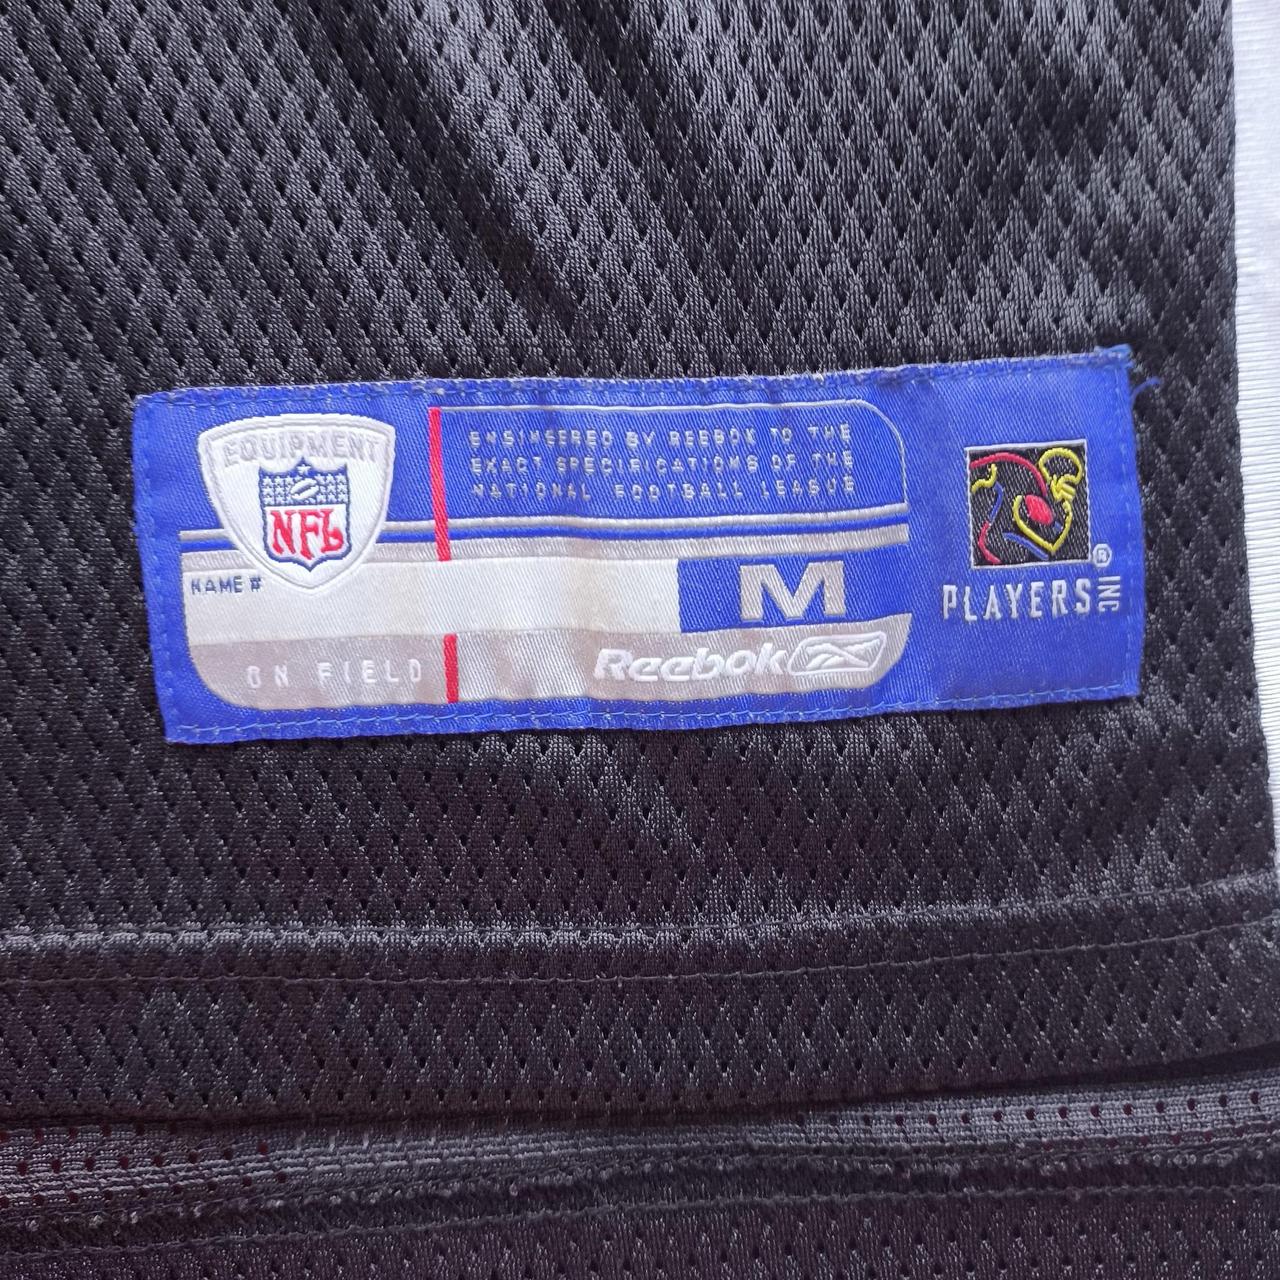 EQUIPMENT
NFL
ENGINEERED BY REEBOK TO THE
EXACT SPECIFICATIONS OF THE
NATIONAL FOOTBALL LEAGUE
NAME #
M
ON FIELD
Reebok
PLAYERS INC ®